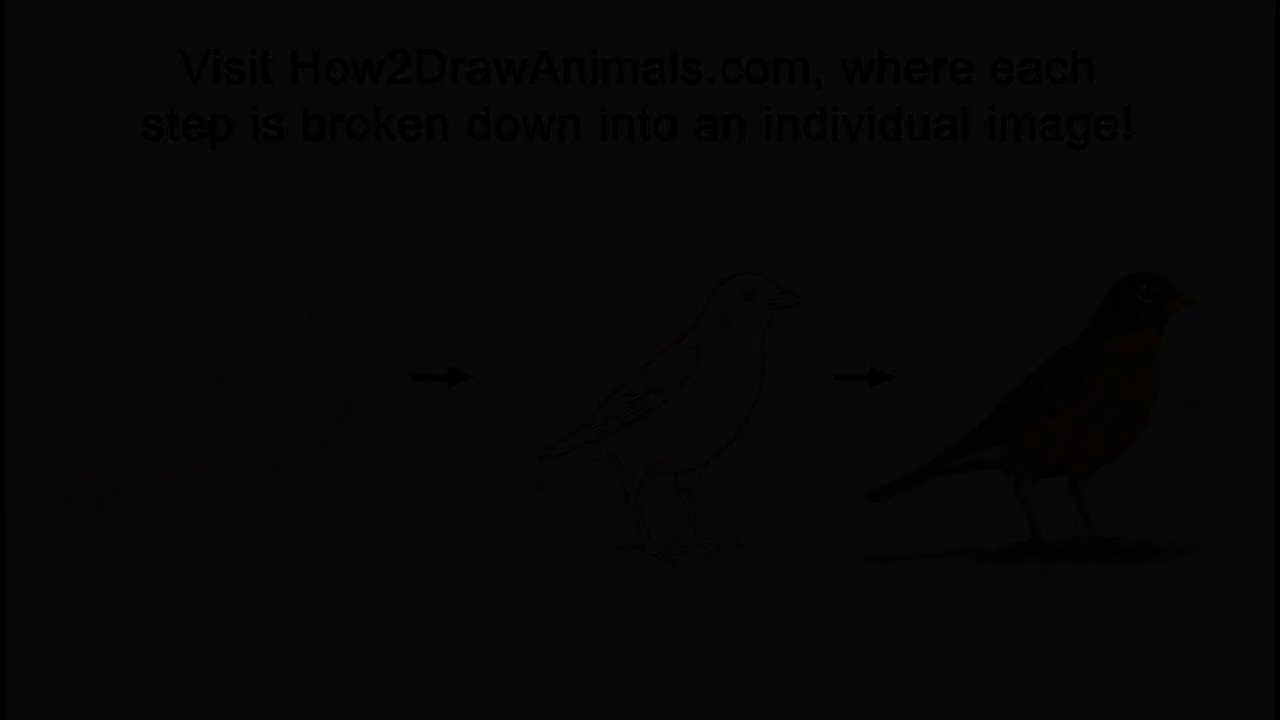 Visit How2DrawAnimals.com, where each
step is broken down into an individual image!